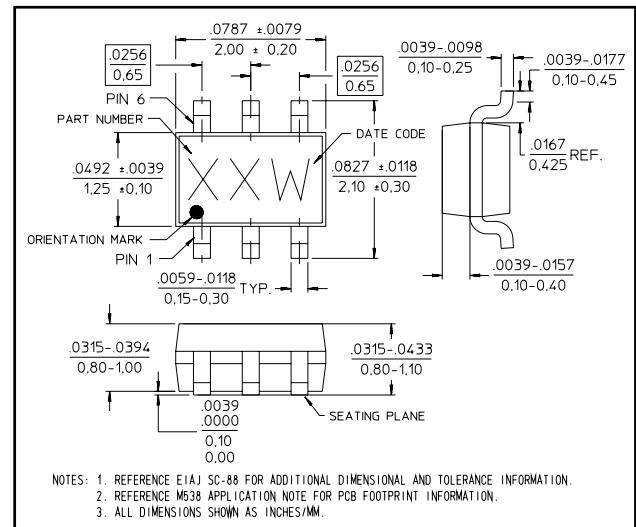 .0787 ±.0079
2,00 ± 0,20
.0256
0,65
.0256
0,65
.0039-.0098
0,10-0,25
.0039-.0177
0,10-0,45
PIN 6
PART NUMBER
DATE CODE
.0492 ±.0039
1,25 ±0,10
XXW
.0827 ±.0118
2,10 ±0,30
.0167
0,425
REF.
ORIENTATION MARK
PIN 1
.0059-.0118
0,15-0,30
TYP.
.0039-.0157
0,10-0,40
.0315-.0394
0,80-1,00
.0315-.0433
0,80-1,10
.0039
.0000
0,10
0,00
SEATING PLANE
NOTES: 1. REFERENCE EIAJ SC-88 FOR ADDITIONAL DIMENSIONAL AND TOLERANCE INFORMATION.
2. REFERENCE M538 APPLICATION NOTE FOR PCB FOOTPRINT INFORMATION.
3. ALL DIMENSIONS SHOWN AS INCHES/MM.